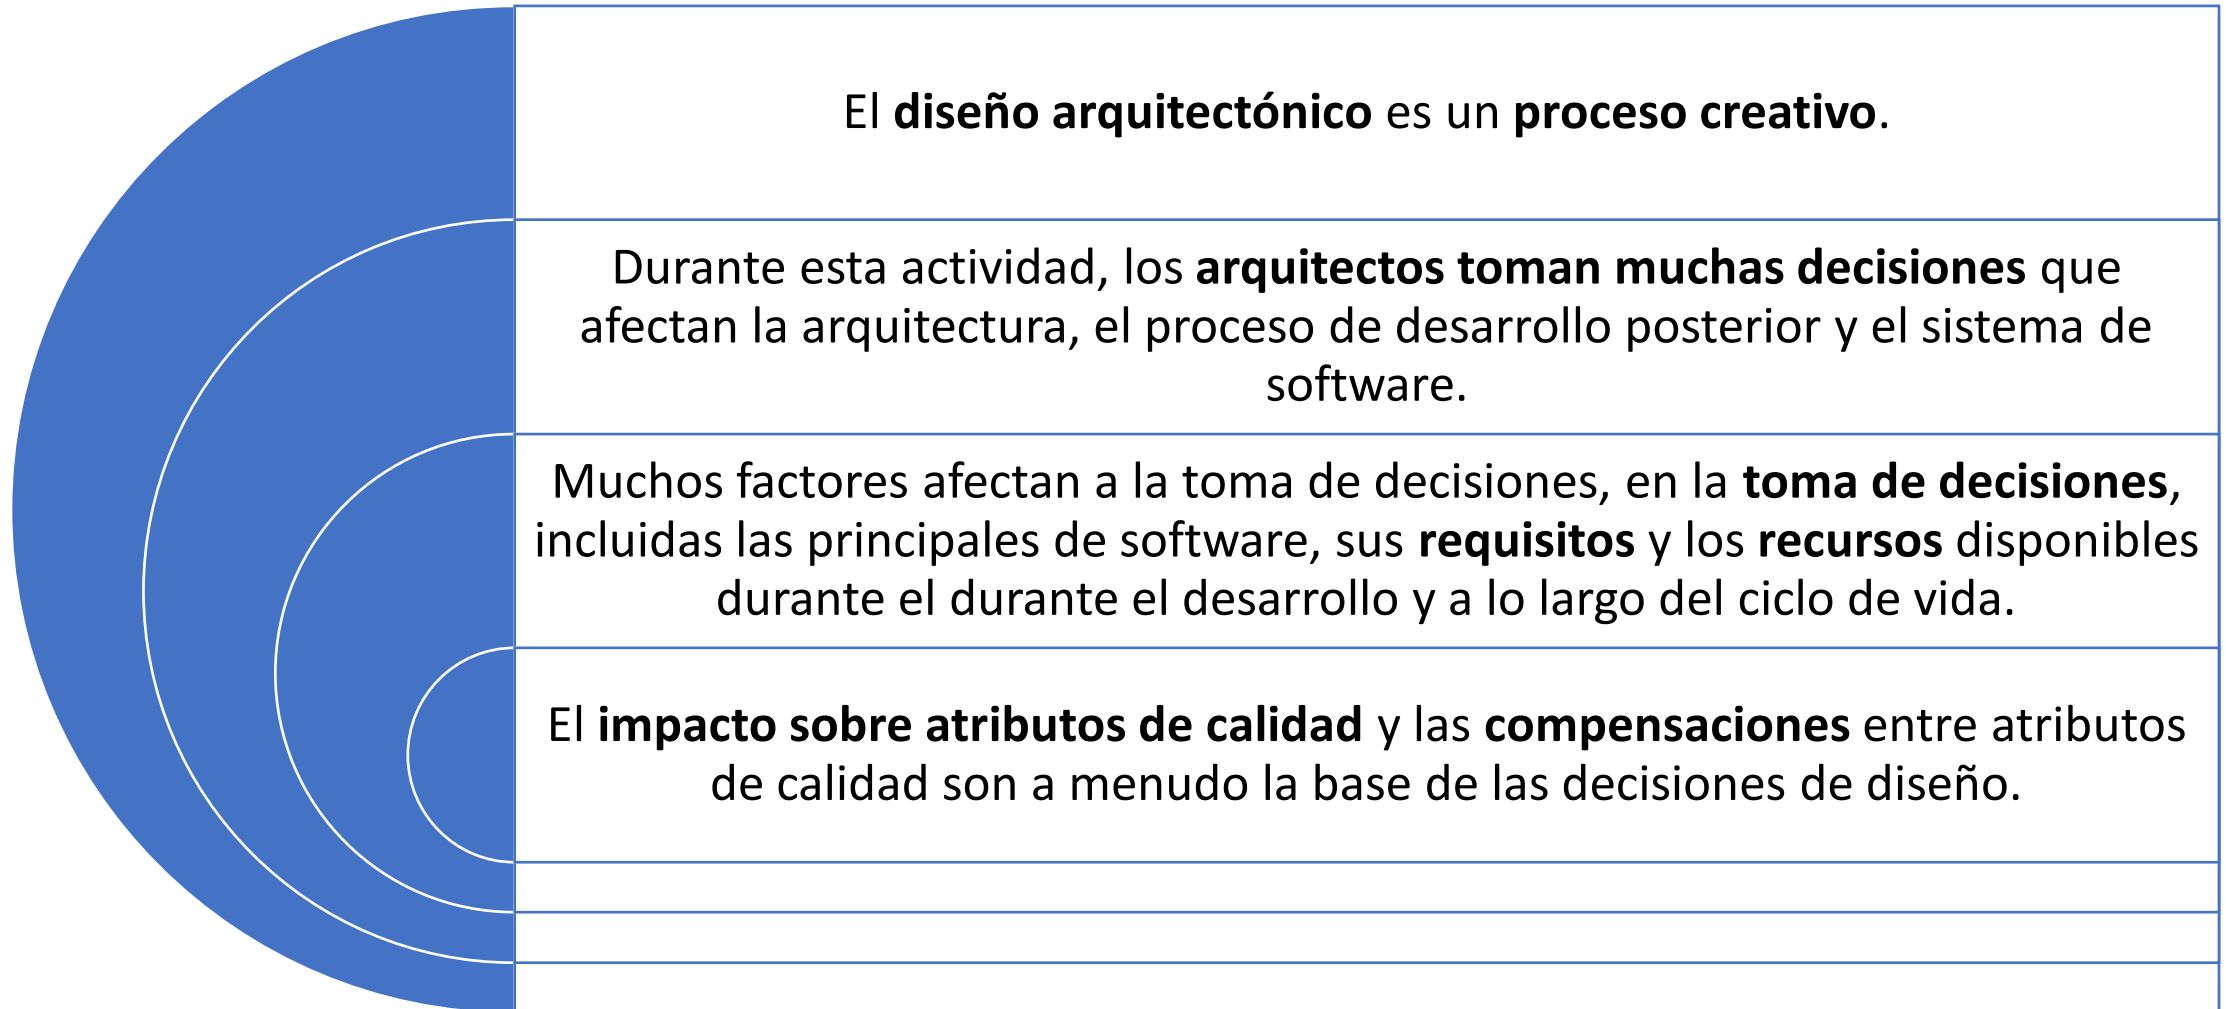 El diseño arquitectónico es un proceso creativo.
Durante esta actividad, los arquitectos toman muchas decisiones que
afectan la arquitectura, el proceso de desarrollo posterior y el sistema de
software.
Muchos factores afectan a la toma de decisiones, en la toma de decisiones,
incluidas las principales de software, sus requisitos y los recursos disponibles
durante el durante el desarrollo y a lo largo del ciclo de vida.
El impacto sobre atributos de calidad y las compensaciones entre atributos
de calidad son a menudo la base de las decisiones de diseño.